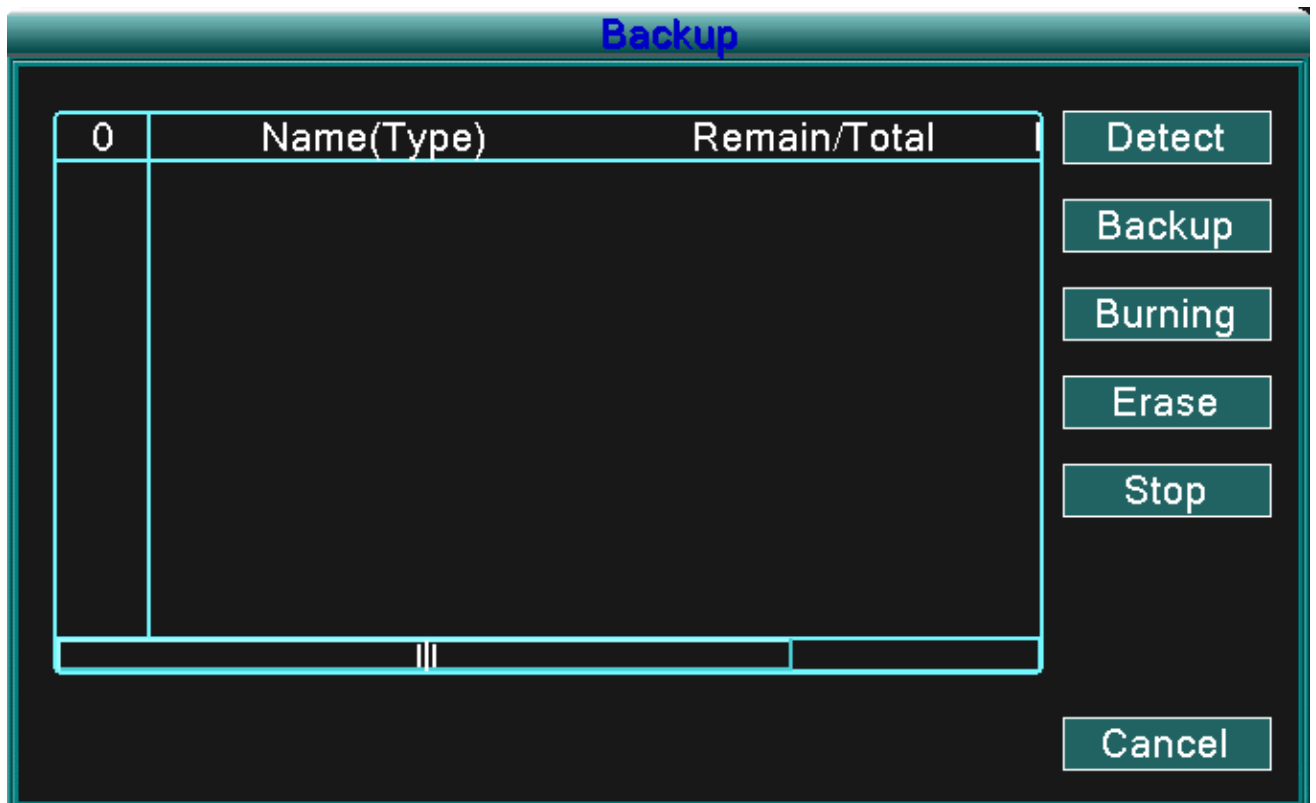 Backup
0 Name(Type) Remain/Total
Detect
Backup
Burning
Erase
Stop
Cancel